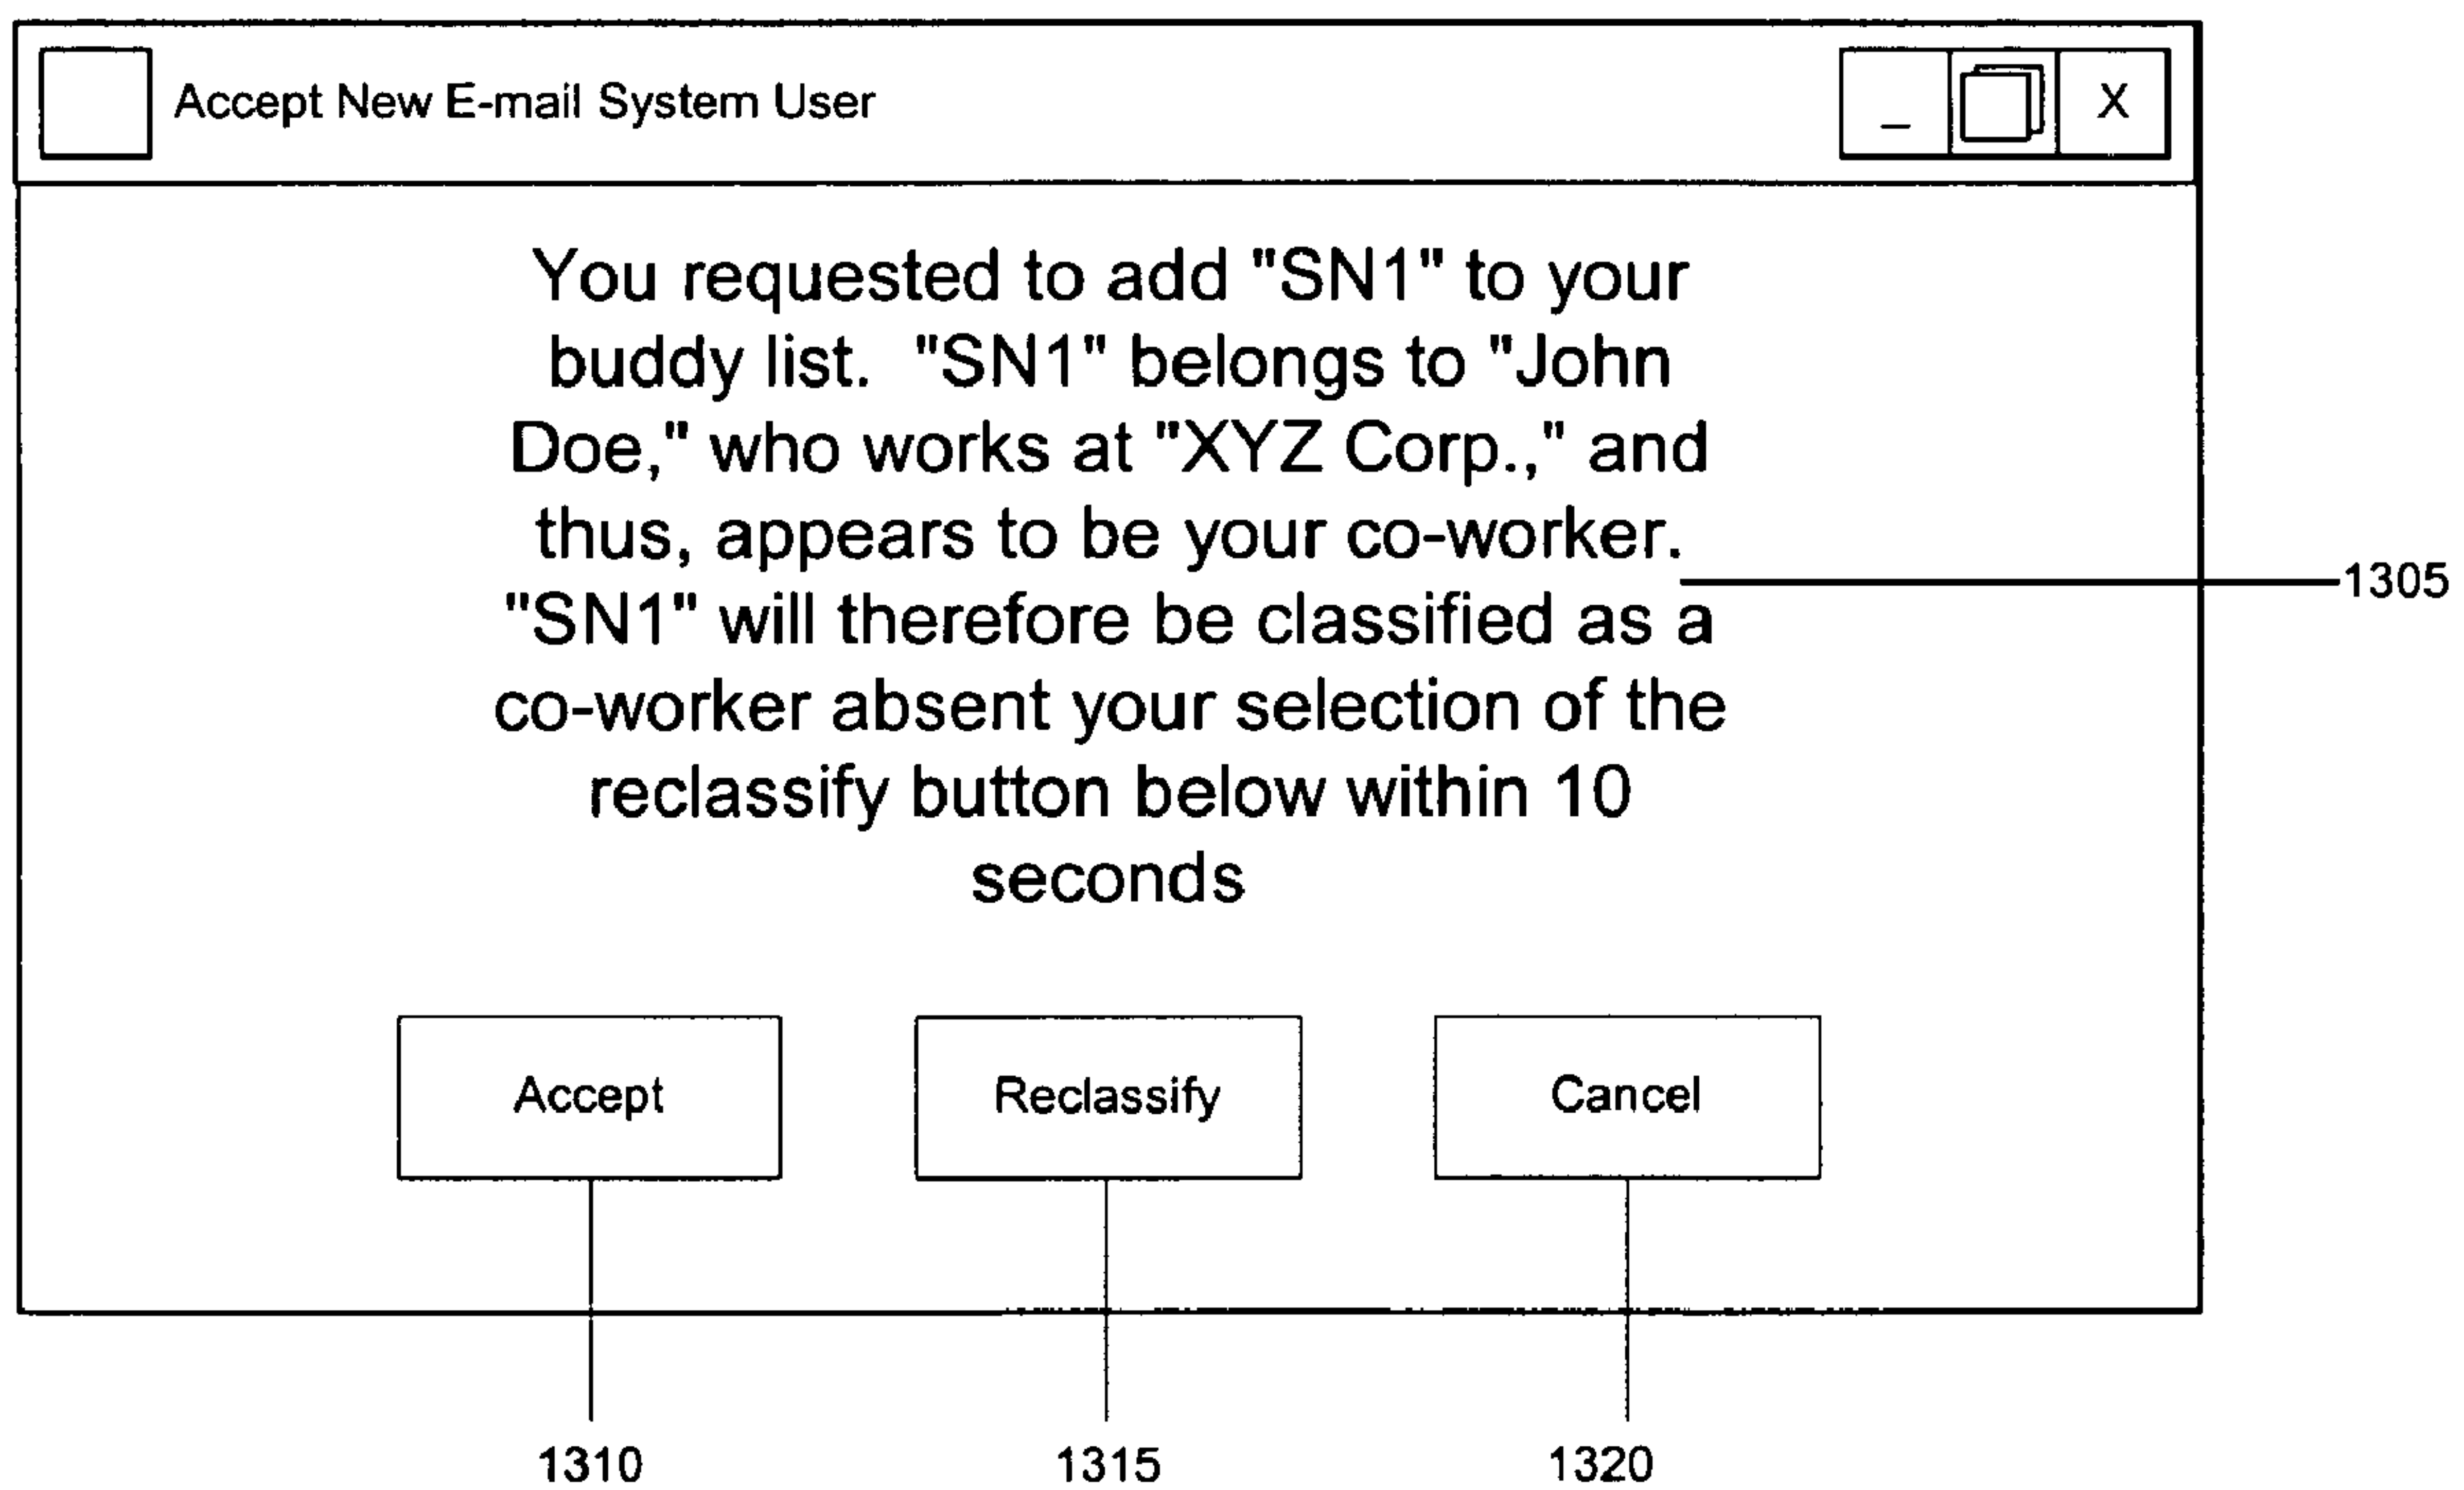 Accept New E-mail System User
_
X
You requested to add "SN1" to your
buddy list.  "SN1" belongs to "John
Doe," who works at "XYZ Corp.," and
thus, appears to be your co-worker.
1305
"SN1" will therefore be classified as a
co-worker absent your selection of the
reclassify button below within 10
seconds
Accept
Reclassify
Cancel
1310
1315
1320